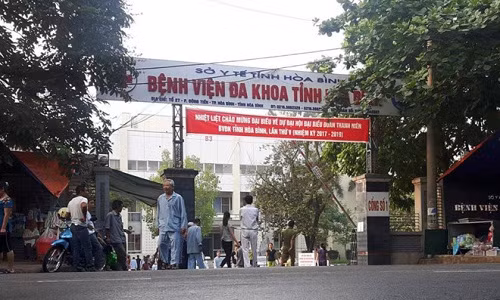 SỞ Y TẾ TỈNH HÒA BÌNH
BỆNH VIỆN ĐA KHOA TỈNH
NHIỆT LIỆT CHÀO MỪNG ĐẠI BIỂU VỀ DỰ ĐẠI HỘI ĐẠI BIỂU ĐOÀN THANH NIÊN
BVĐK TỈNH HÒA BÌNH, LẦN THỨ V (NHIỆM KỲ 2017 - 2019)
CỔNG SỐ 1
BỆNH VIỆN